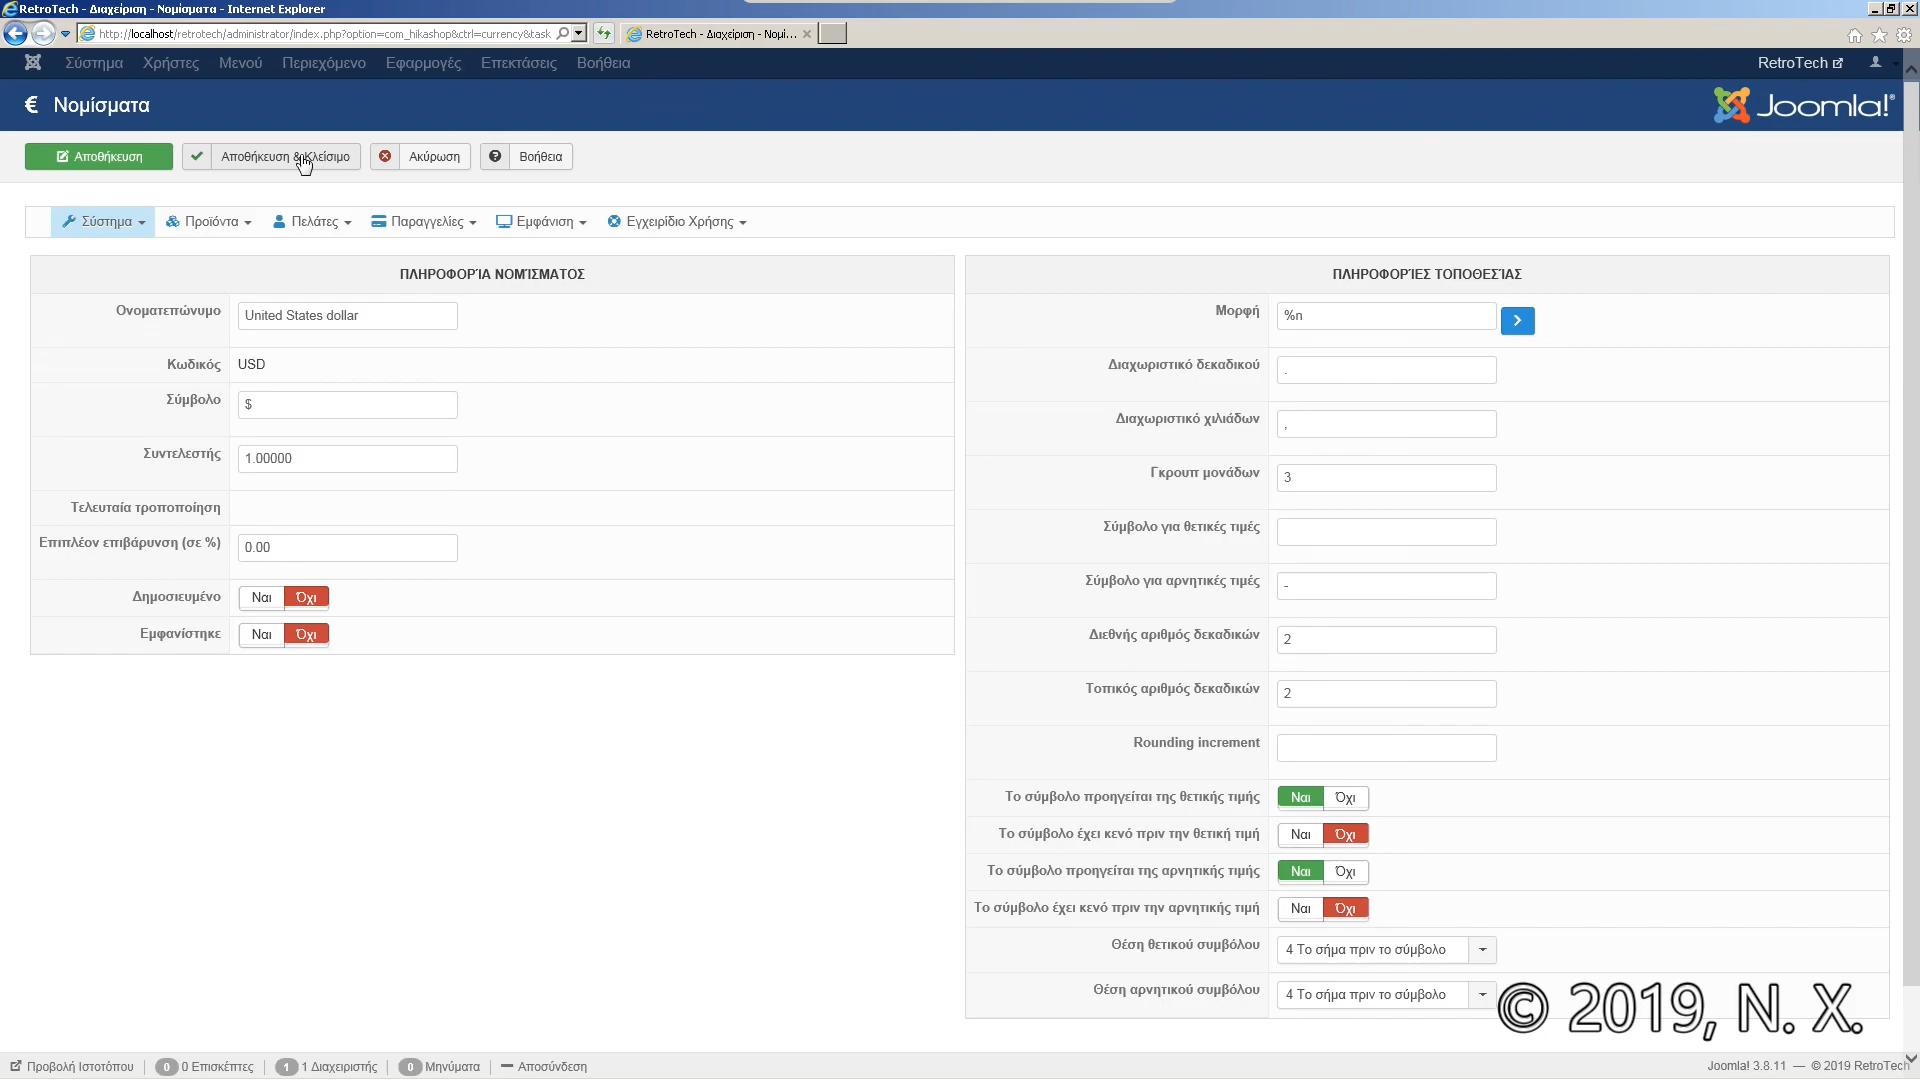 RetroTech - Διαχείριση - Νομίσματα - Internet Explorer
http://localhost/retrotech/administrator/index.php?option=com_hikashop&ctrl=currency&task
RetroTech - Διαχείριση - Νομί...
Σύστημα Χρήστες Μενού Περιεχόμενο Εφαρμογές Επεκτάσεις Βοήθεια
RetroTech
€ Νομίσματα
Joomla!®
Αποθήκευση
Αποθήκευση & Κλείσιμο
Ακύρωση
Βοήθεια
Σύστημα Προϊόντα Πελάτες Παραγγελίες Εμφάνιση Εγχειρίδιο Χρήσης
ΠΛΗΡΟΦΟΡΊΑ ΝΟΜΊΣΜΑΤΟΣ
Ονοματεπώνυμο United States dollar
Κωδικός USD
Σύμβολο $
Συντελεστής 1.00000
Τελευταία τροποποίηση
Επιπλέον επιβάρυνση (σε %) 0.00
Δημοσιευμένο Ναι Όχι
Εμφανίστηκε Ναι Όχι
ΠΛΗΡΟΦΟΡΊΕΣ ΤΟΠΟΘΕΣΊΑΣ
Μορφή %n
Διαχωριστικό δεκαδικού .
Διαχωριστικό χιλιάδων ,
Γκρουπ μονάδων 3
Σύμβολο για θετικές τιμές
Σύμβολο για αρνητικές τιμές -
Διεθνής αριθμός δεκαδικών 2
Τοπικός αριθμός δεκαδικών 2
Rounding increment
Το σύμβολο προηγείται της θετικής τιμής Ναι Όχι
Το σύμβολο έχει κενό πριν την θετική τιμή Ναι Όχι
Το σύμβολο προηγείται της αρνητικής τιμής Ναι Όχι
Το σύμβολο έχει κενό πριν την αρνητικής τιμή Ναι Όχι
Θέση θετικού συμβόλου 4 Το σήμα πριν το σύμβολο
Θέση αρνητικού συμβόλου 4 Το σήμα πριν το σύμβολο
© 2019, N. X.
Προβολή Ιστοτόπου 0 0 Επισκέπτες 1 1 Διαχειριστής 0 Μηνύματα Αποσύνδεση
Joomla! 3.8.11 — © 2019 RetroTech